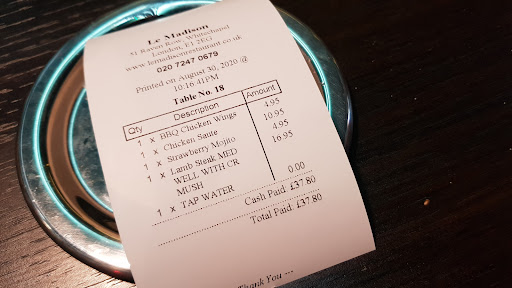 Le Madison
51 Raven Row, Whitechapel
London, E1 2EG
www.lemadisonrestaurant.co.uk
020 7247 0679
Printed on August 30, 2020 @
10:16:41PM
Table No. 18
Qty Description Amount
1 x BBQ Chicken Wings 4.95
1 x Chicken Saute 10.95
1 x Strawberry Mojito 4.95
1 x Lamb Steak MED 16.95
WELL WITH CR
MUSH
1 x TAP WATER 0.00
Cash Paid £37.80
Total Paid £37.80
Thank You ...